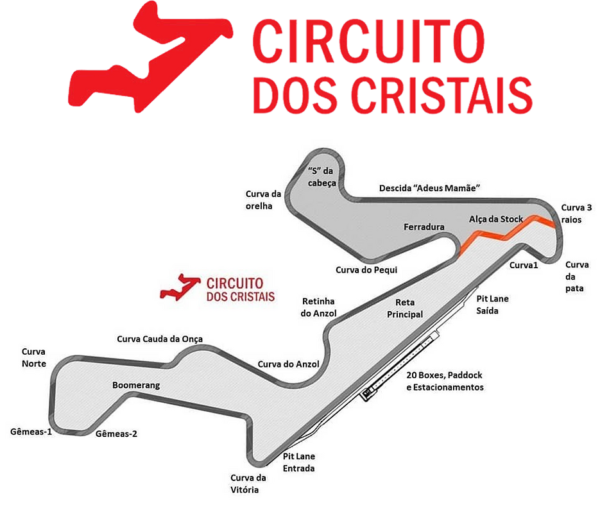 CIRCUITO
DOS CRISTAIS
“S” da
cabeça
Descida “Adeus Mamãe”
Curva da
orelha
Curva 3
raios
Alça da Stock
Ferradura
Curva do Pequi
Curva1
Curva
da
pata
CIRCUITO
DOS CRISTAIS
Retinha
do Anzol
Reta
Principal
Pit Lane
Saída
Curva Cauda da Onça
Curva
Norte
Curva do Anzol
Boomerang
20 Boxes, Paddock
e Estacionamentos
Gêmeas-1
Gêmeas-2
Pit Lane
Entrada
Curva da
Vitória